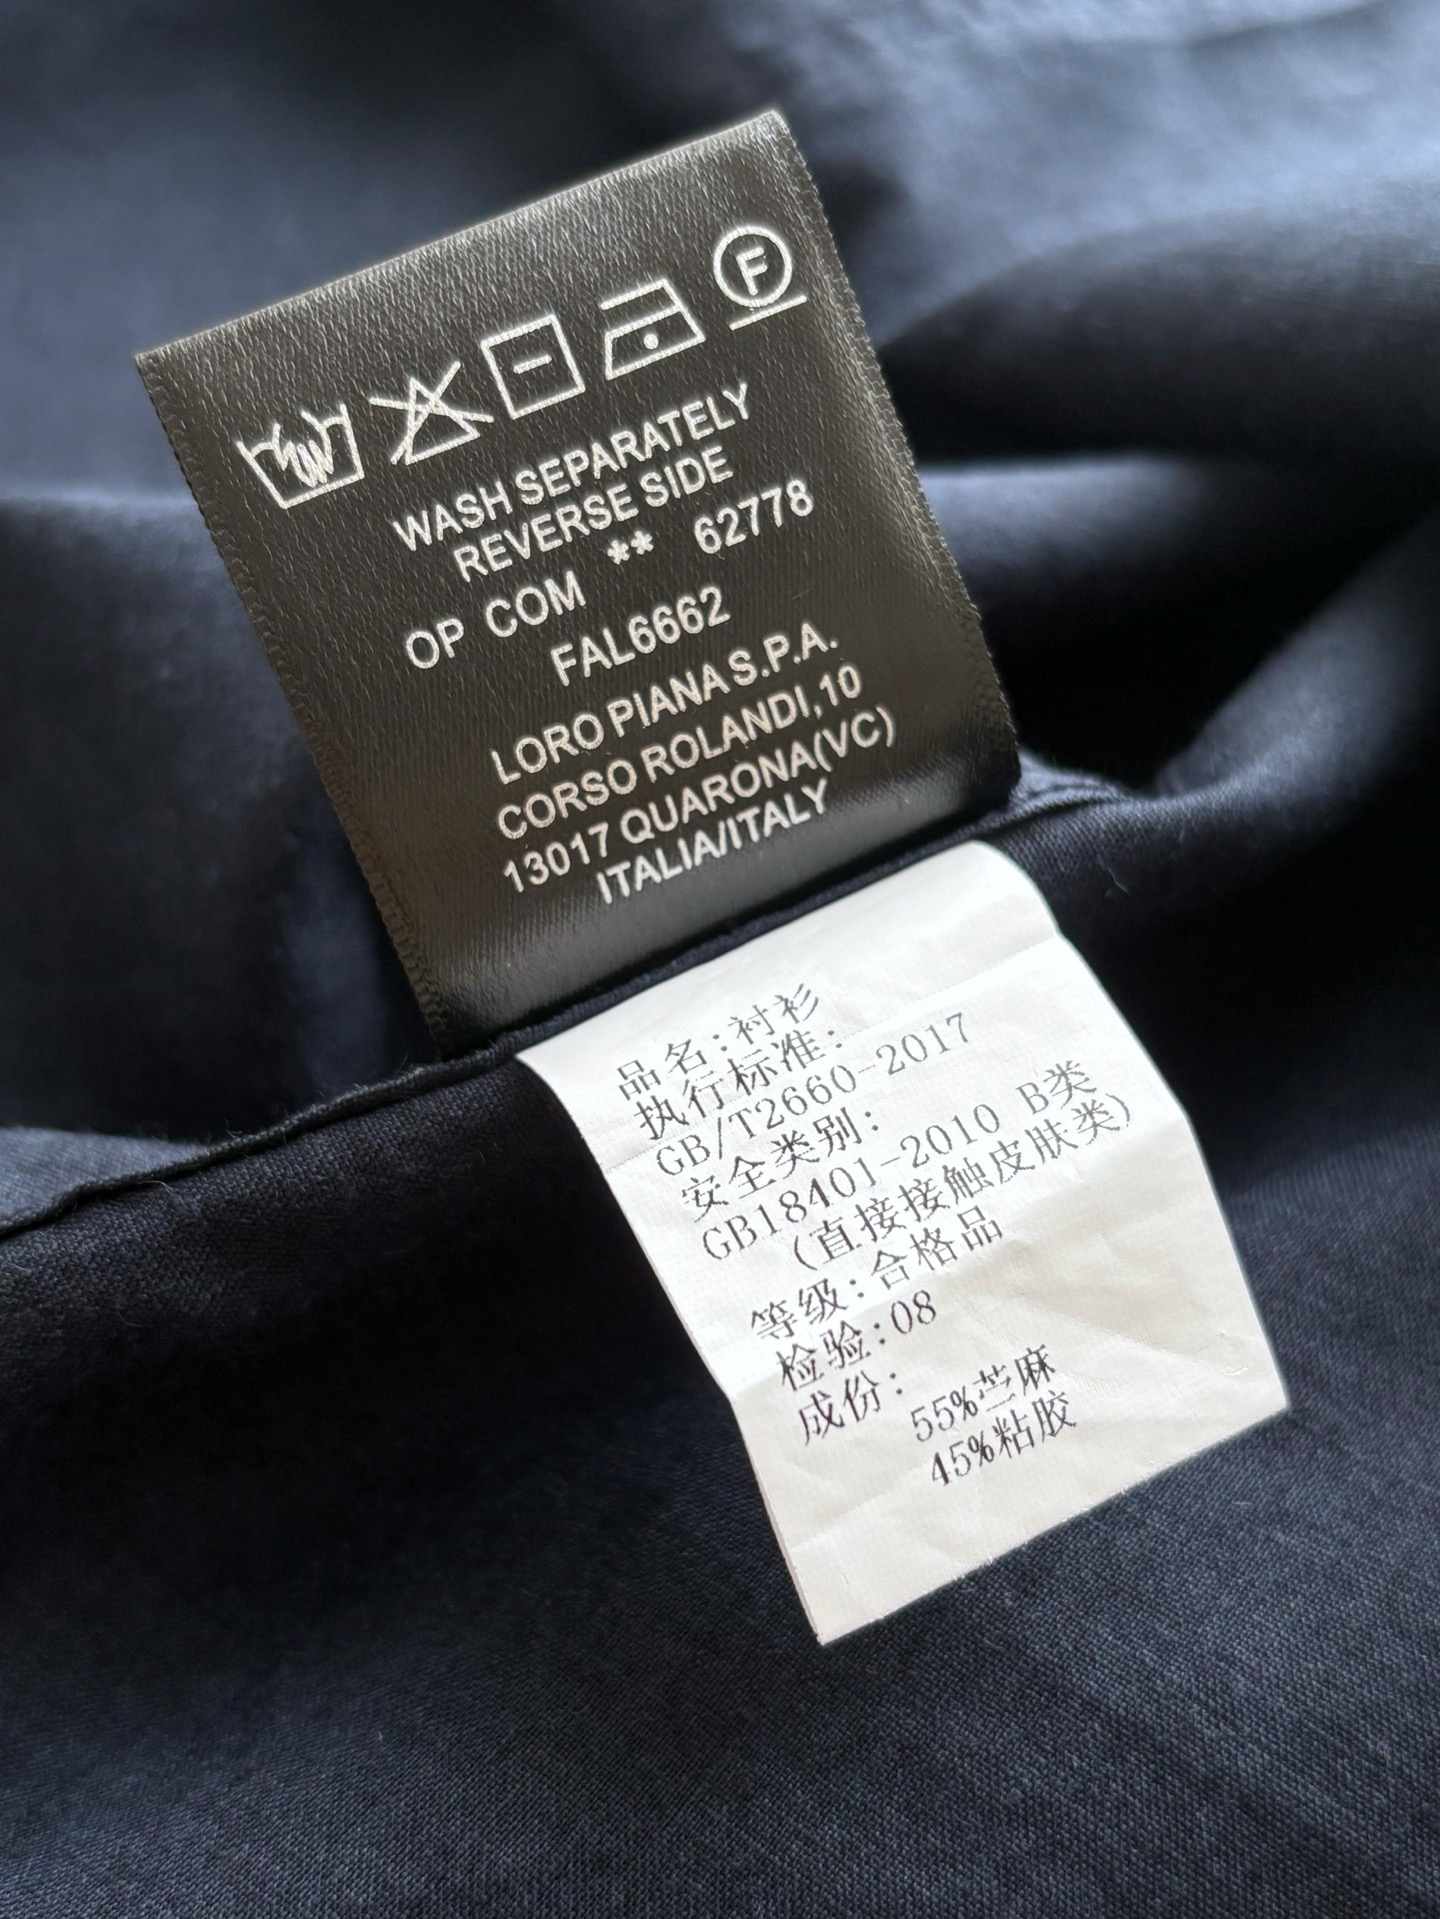 F
WASH SEPARATELY
REVERSE SIDE
OP COM ** 62778
FAL6662
LORO PIANA S.P.A.
CORSO ROLANDI,10
13017 QUARONA(VC)
ITALIA/ITALY
品名:衬衫
执行标准:
GB/T2660-2017
安全类别:
GB18401-2010 B类
(直接接触皮肤类)
等级:合格品
检验:08
成份:
55%苎麻
45%粘胶